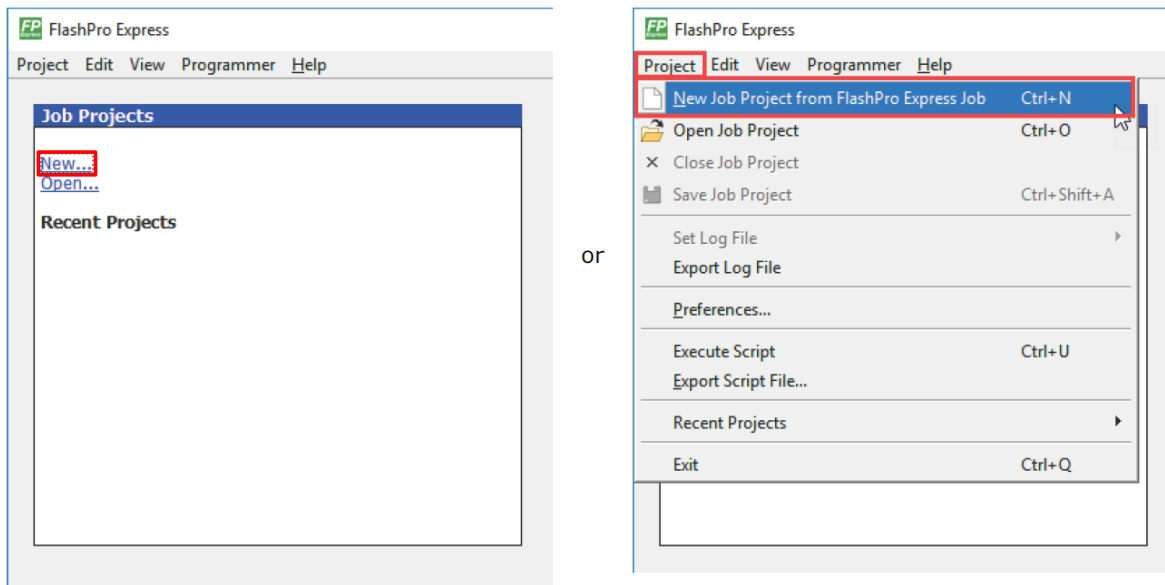 FP Express FlashPro Express
Project Edit View Programmer Help
Job Projects
New...
Open...
Recent Projects
or
FP Express FlashPro Express
Project Edit View Programmer Help
New Job Project from FlashPro Express Job Ctrl+N
Open Job Project Ctrl+O
Close Job Project
Save Job Project Ctrl+Shift+A
Set Log File
Export Log File
Preferences...
Execute Script Ctrl+U
Export Script File...
Recent Projects
Exit Ctrl+Q